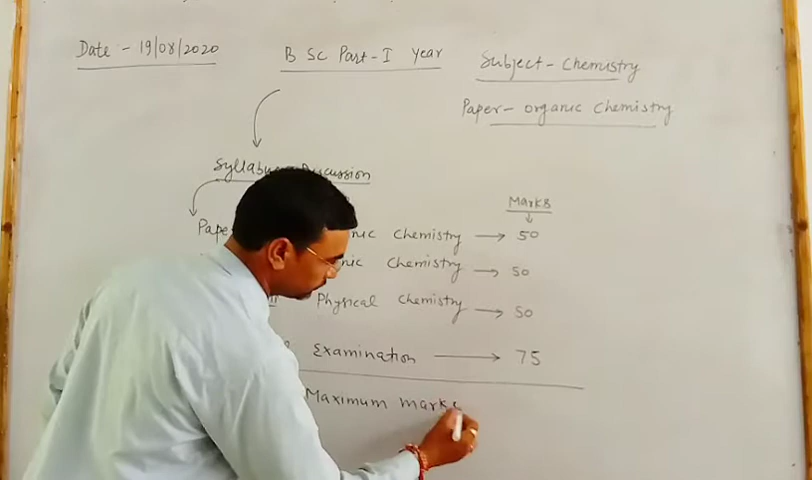 Date - 19/08/2020
B Sc Part-I Year
Subject - Chemistry
Paper - Organic Chemistry
Marks
Chemistry → 50
Chemistry → 50
Physical Chemistry → 50
Examination → 75
Maximum marks